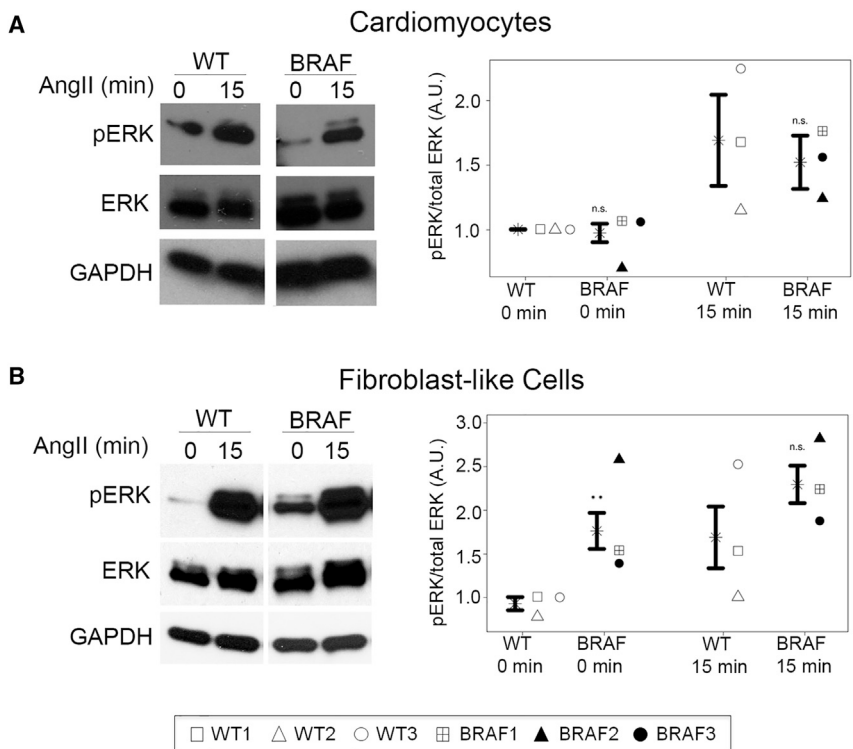 A
Cardiomyocytes
WT BRAF
AngII (min) 0 15 0 15
pERK
ERK
GAPDH
pERK/total ERK (A.U.)
2.0
1.5
1.0
n.s.
n.s.
WT BRAF WT BRAF
0 min 0 min 15 min 15 min
B
Fibroblast-like Cells
WT BRAF
AngII (min) 0 15 0 15
pERK
ERK
GAPDH
pERK/total ERK (A.U.)
3.0
2.5
2.0
1.5
1.0
**
n.s.
WT BRAF WT BRAF
0 min 0 min 15 min 15 min
WT1 WT2 WT3 BRAF1 BRAF2 BRAF3